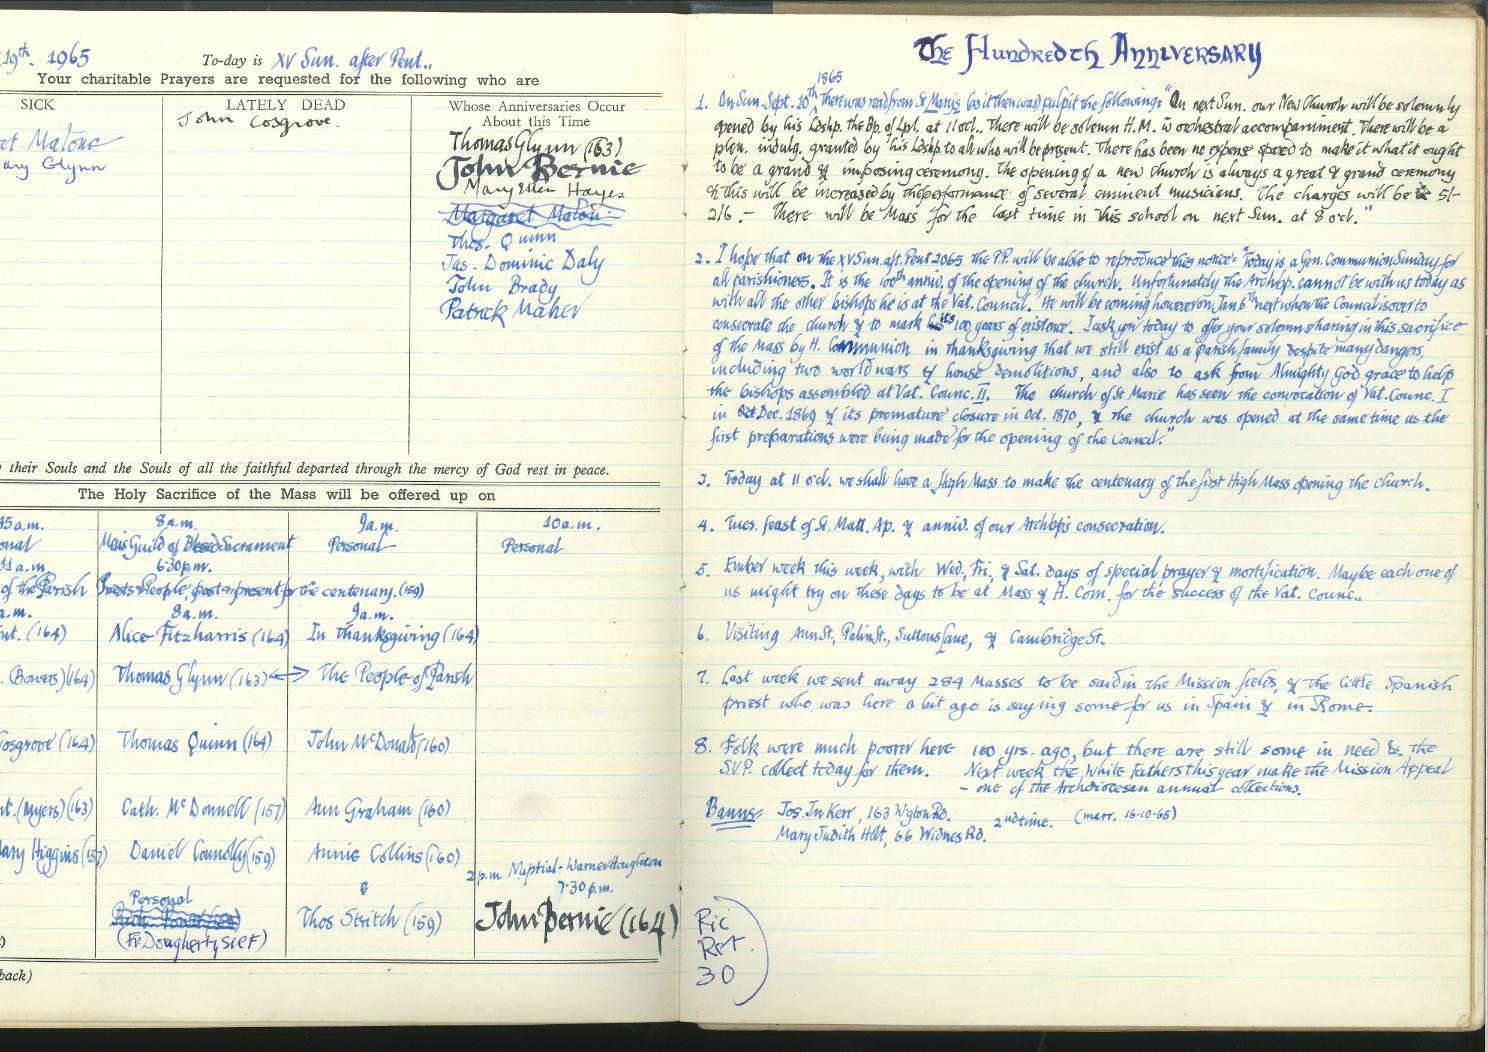 19th. 1965 To-day is XV Sun. after Pent..
Your charitable Prayers are requested for the following who are
SICK
et Malone
ary Glynn
LATELY DEAD
John Cosgrove.
Whose Anniversaries Occur
About this Time
Thomas Glynn (163)
John Bernie
Mary Ellen Hayes
Margaret Malon
Thos. Quinn
Jas. Dominic Daly
John Brady
Patrick Maher
their Souls and the Souls of all the faithful departed through the mercy of God rest in peace.
The Holy Sacrifice of the Mass will be offered up on
45 a.m. 8 a.m. 9 a.m. 10 a.m.
onal Mens Guild of Blessed Sacrament Personal Personal
11 a.m. 6·30 p.m.
of the Parish Priests & People, past & present for the centenary. (159)
a.m. 8 a.m. 9 a.m.
nt. (164) Alice Fitzharris (164) In thanksgiving (164)
. (Bowers) (164) Thomas Glynn (163) <-> The People of Parish
Cosgrove (164) Thomas Quinn (164) John McDonald (160)
nt. (Myers) (163) Cath. McDonnell (157) Ann Graham (160)
ary Higgins (157) Daniel Connolly (159) Annie Collins (160)
2 p.m Nuptial - Warner Houghton
& 7·30 p.m.
Personal
Thos Stritch (159) John Bernie (164)
(Fr. Dougherty self)
back)
The Hundredth Anniversary
1865
1. On Sun. Sept. 10th there was read from St Mary's (as it then was) pulpit the following: "On next Sun. our New Church will be solemnly
opened by his Ldshp. the Bp. of Lpl. at 11 ocl. There will be solemn H.M. w orchestral accompaniment. There will be a
plen. indulg. granted by his Ldshp to all who will be present. There has been no expense spared to make it what it ought
to be a grand & imposing ceremony. The opening of a new church is always a great & grand ceremony
& this will be increased by the performance of several eminent musicians. The charges will be 5/-
2/6.- There will be Mass for the last time in this school on next Sun. at 8 ocl."
2. I hope that on the XV Sun. aft. Pent 2065 the P.P. will be able to reproduce this notice: "Today is a Gen. Communion Sunday for
all parishioners. It is the 100th anniv. of the opening of the church. Unfortunately the Archbp. cannot be with us today as
with all the other bishops he is at the Vat. Council. He will be coming however on Jan 6th next when the Council is over to
consecrate the church & to mark its 100 years of existence. I ask you today to offer your solemn sharing in this sacrifice
of the Mass by H. Communion in thanksgiving that we still exist as a parish family despite many dangers,
including two world wars & house demolitions, and also to ask from Almighty God grace to help
the bishops assembled at Vat. Counc. II. The church of St Marie has seen the convocation of Vat. Counc. I
in Dec. 1869 & its premature closure in Oct. 1870, & the church was opened at the same time as the
first preparations were being made for the opening of the Council."
3. Today at 11 ocl. we shall have a High Mass to make the centenary of the first High Mass opening the church.
4. Tues. feast of St. Matt. Ap. & anniv. of our Archbp's consecration.
5. Ember week this week, with Wed., Fri., & Sat. days of special prayer & mortification. Maybe each one of
us might try on these days to be at Mass & H. Com. for the success of the Vat. Counc..
6. Visiting Ann St., Palin St., Suttons Lane, & Cambridge St.
7. Last week we sent away 284 Masses to be said in the Mission fields, & the little Spanish
priest who was here a bit ago is saying some for us in Spain & in Rome.
8. Folk were much poorer here 100 yrs. ago, but there are still some in need & the
S.V.P. collect today for them. Next week the White Fathers this year make the Mission Appeal
- one of the Archdiocesan annual collections.
Banns: Jos. Jn Kerr, 163 Wgton Rd. 2nd time. (marr. 16-10-65)
Mary Judith Holt, 66 Widnes Rd.
Ric
Ret.
30